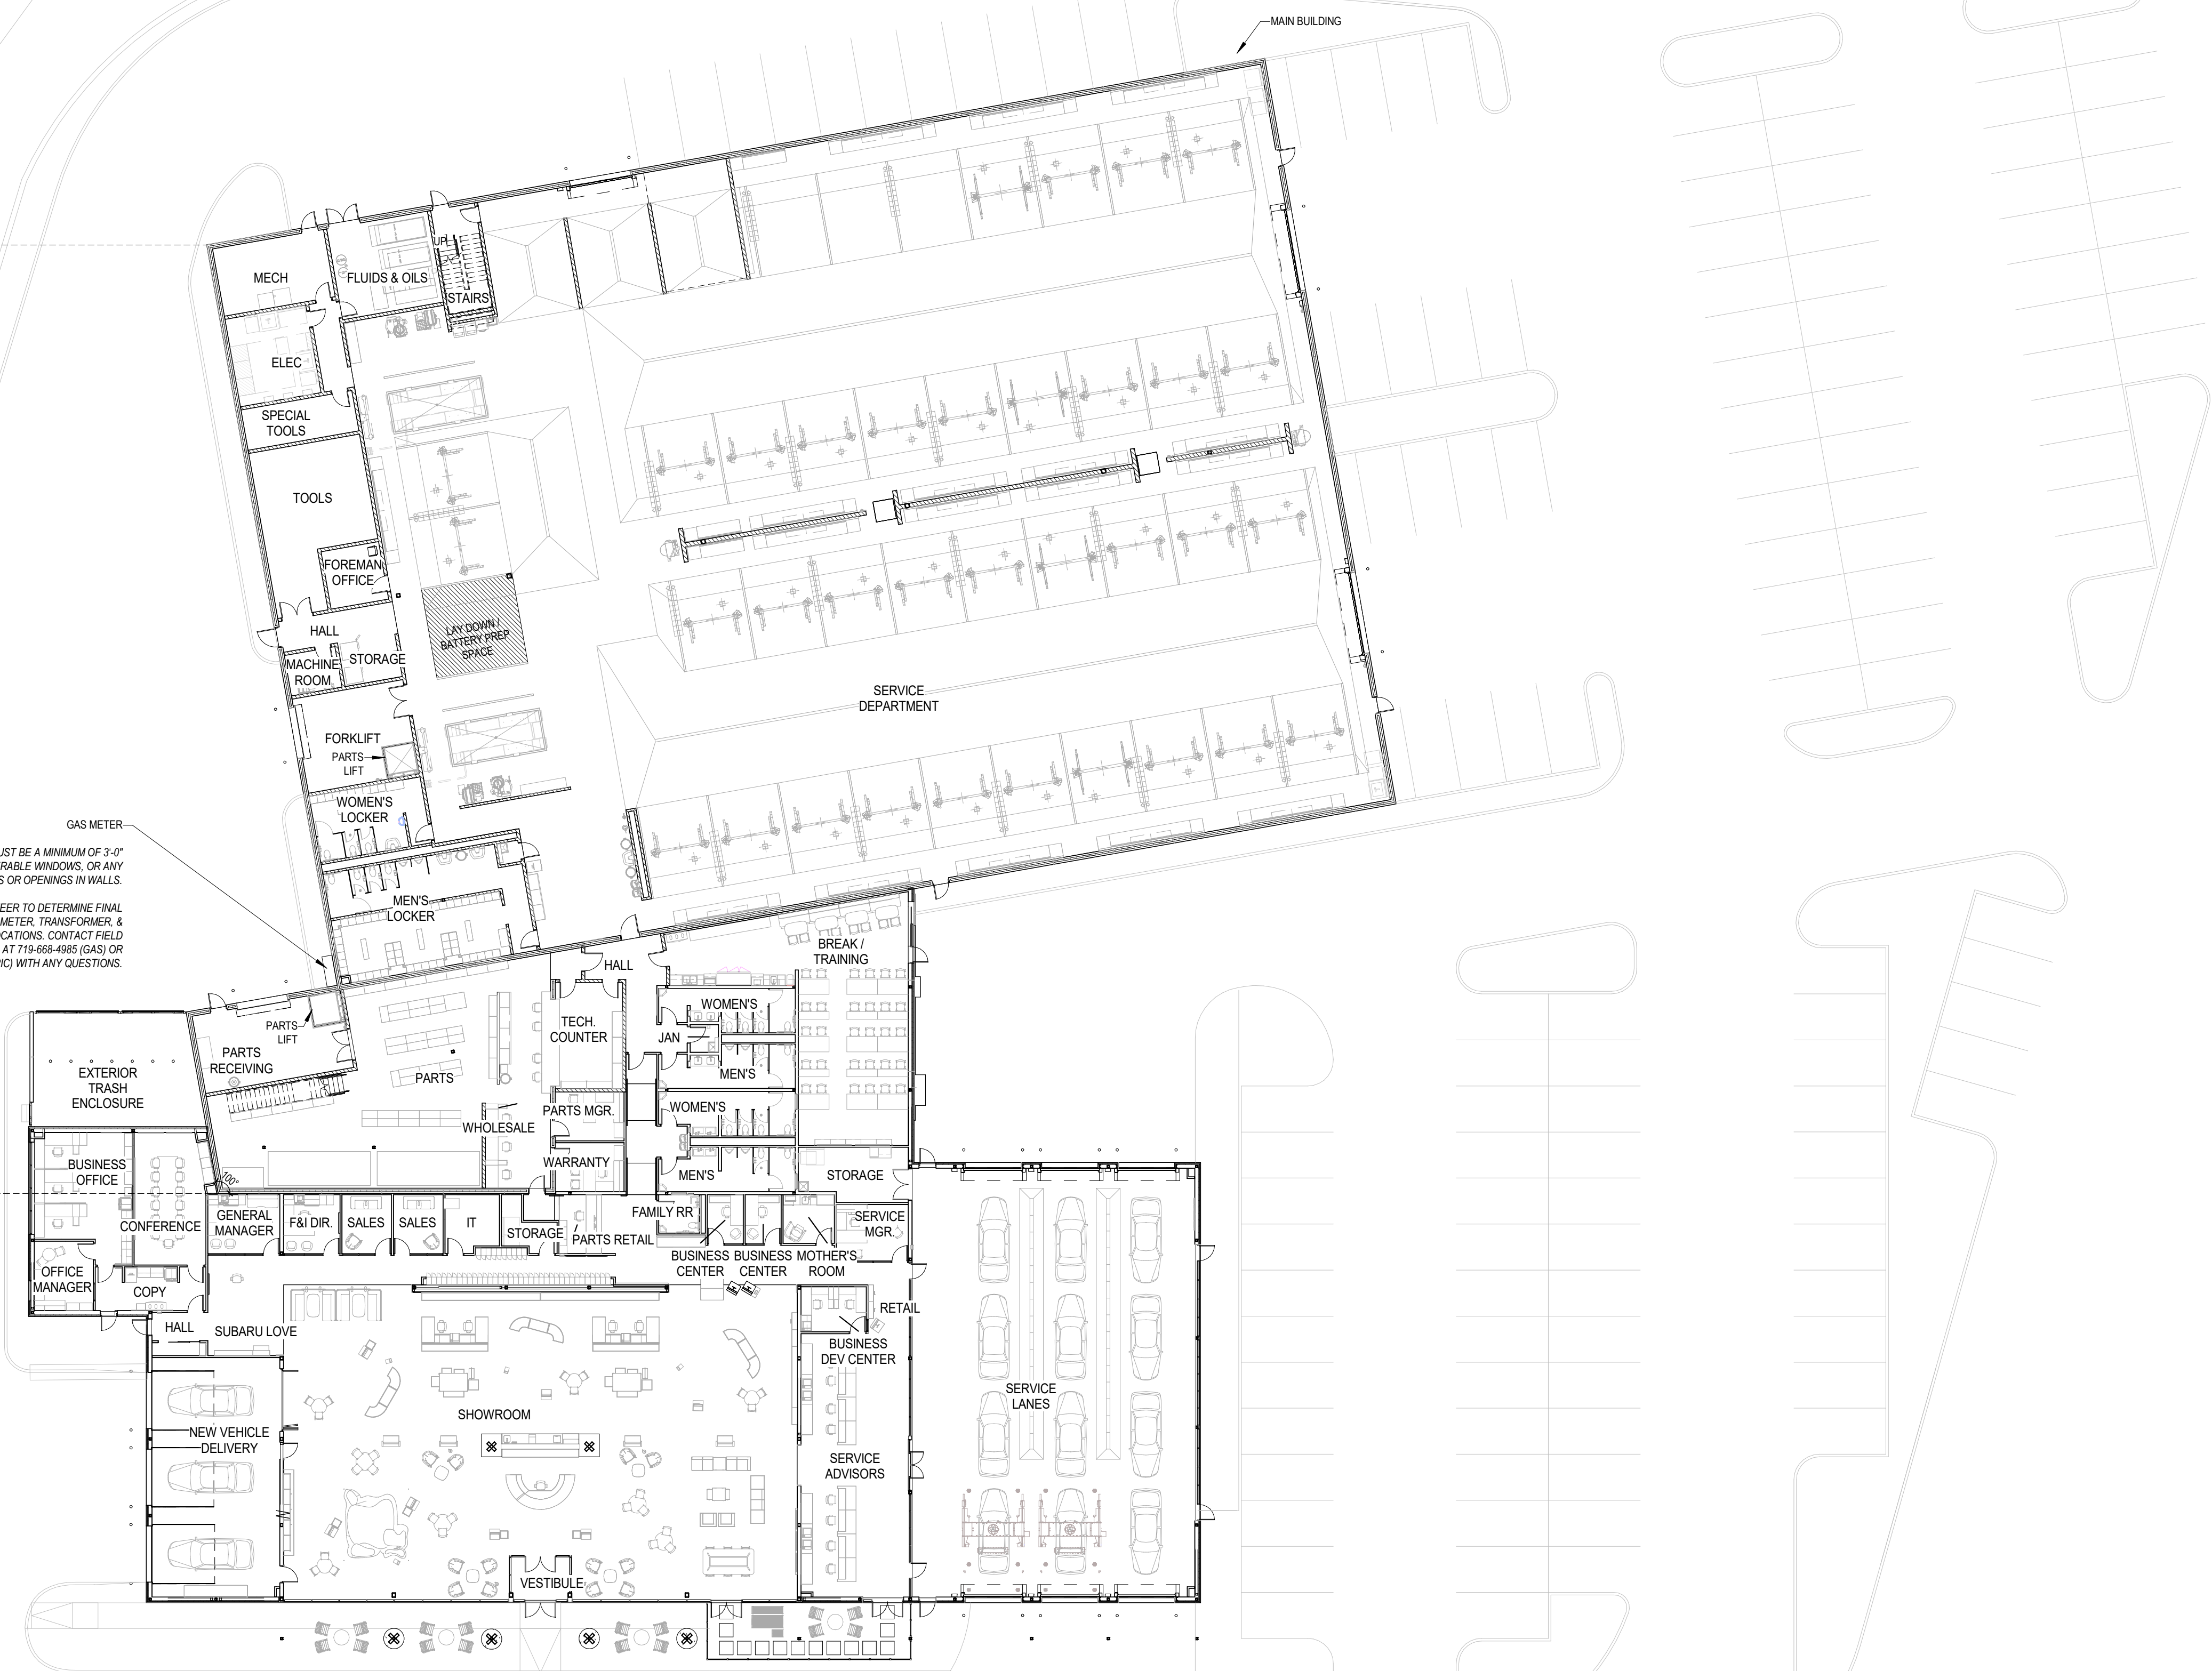 MAIN BUILDING
MECH
FLUIDS & OILS
UP
STAIRS
ELEC
SPECIAL
TOOLS
TOOLS
FOREMAN
OFFICE
LAY DOWN /
BATTERY PREP
SPACE
HALL
STORAGE
MACHINE
ROOM
SERVICE
DEPARTMENT
FORKLIFT
PARTS
LIFT
WOMEN'S
LOCKER
GAS METER
UST BE A MINIMUM OF 3'-0"
RABLE WINDOWS, OR ANY
S OR OPENINGS IN WALLS.
EER TO DETERMINE FINAL
METER, TRANSFORMER, &
OCATIONS. CONTACT FIELD
AT 719-668-4985 (GAS) OR
RIC) WITH ANY QUESTIONS.
MEN'S
LOCKER
BREAK /
TRAINING
HALL
WOMEN'S
TECH.
COUNTER
JAN
PARTS
LIFT
PARTS
RECEIVING
PARTS
MEN'S
EXTERIOR
TRASH
ENCLOSURE
PARTS MGR.
WOMEN'S
WHOLESALE
WARRANTY
MEN'S
STORAGE
BUSINESS
OFFICE
100°
CONFERENCE
GENERAL
MANAGER
F&I DIR.
SALES
SALES
IT
STORAGE
PARTS RETAIL
FAMILY RR
SERVICE
MGR.
BUSINESS
CENTER
BUSINESS
CENTER
MOTHER'S
ROOM
OFFICE
MANAGER
COPY
HALL
SUBARU LOVE
RETAIL
BUSINESS
DEV CENTER
SERVICE
LANES
SHOWROOM
NEW VEHICLE
DELIVERY
SERVICE
ADVISORS
VESTIBULE